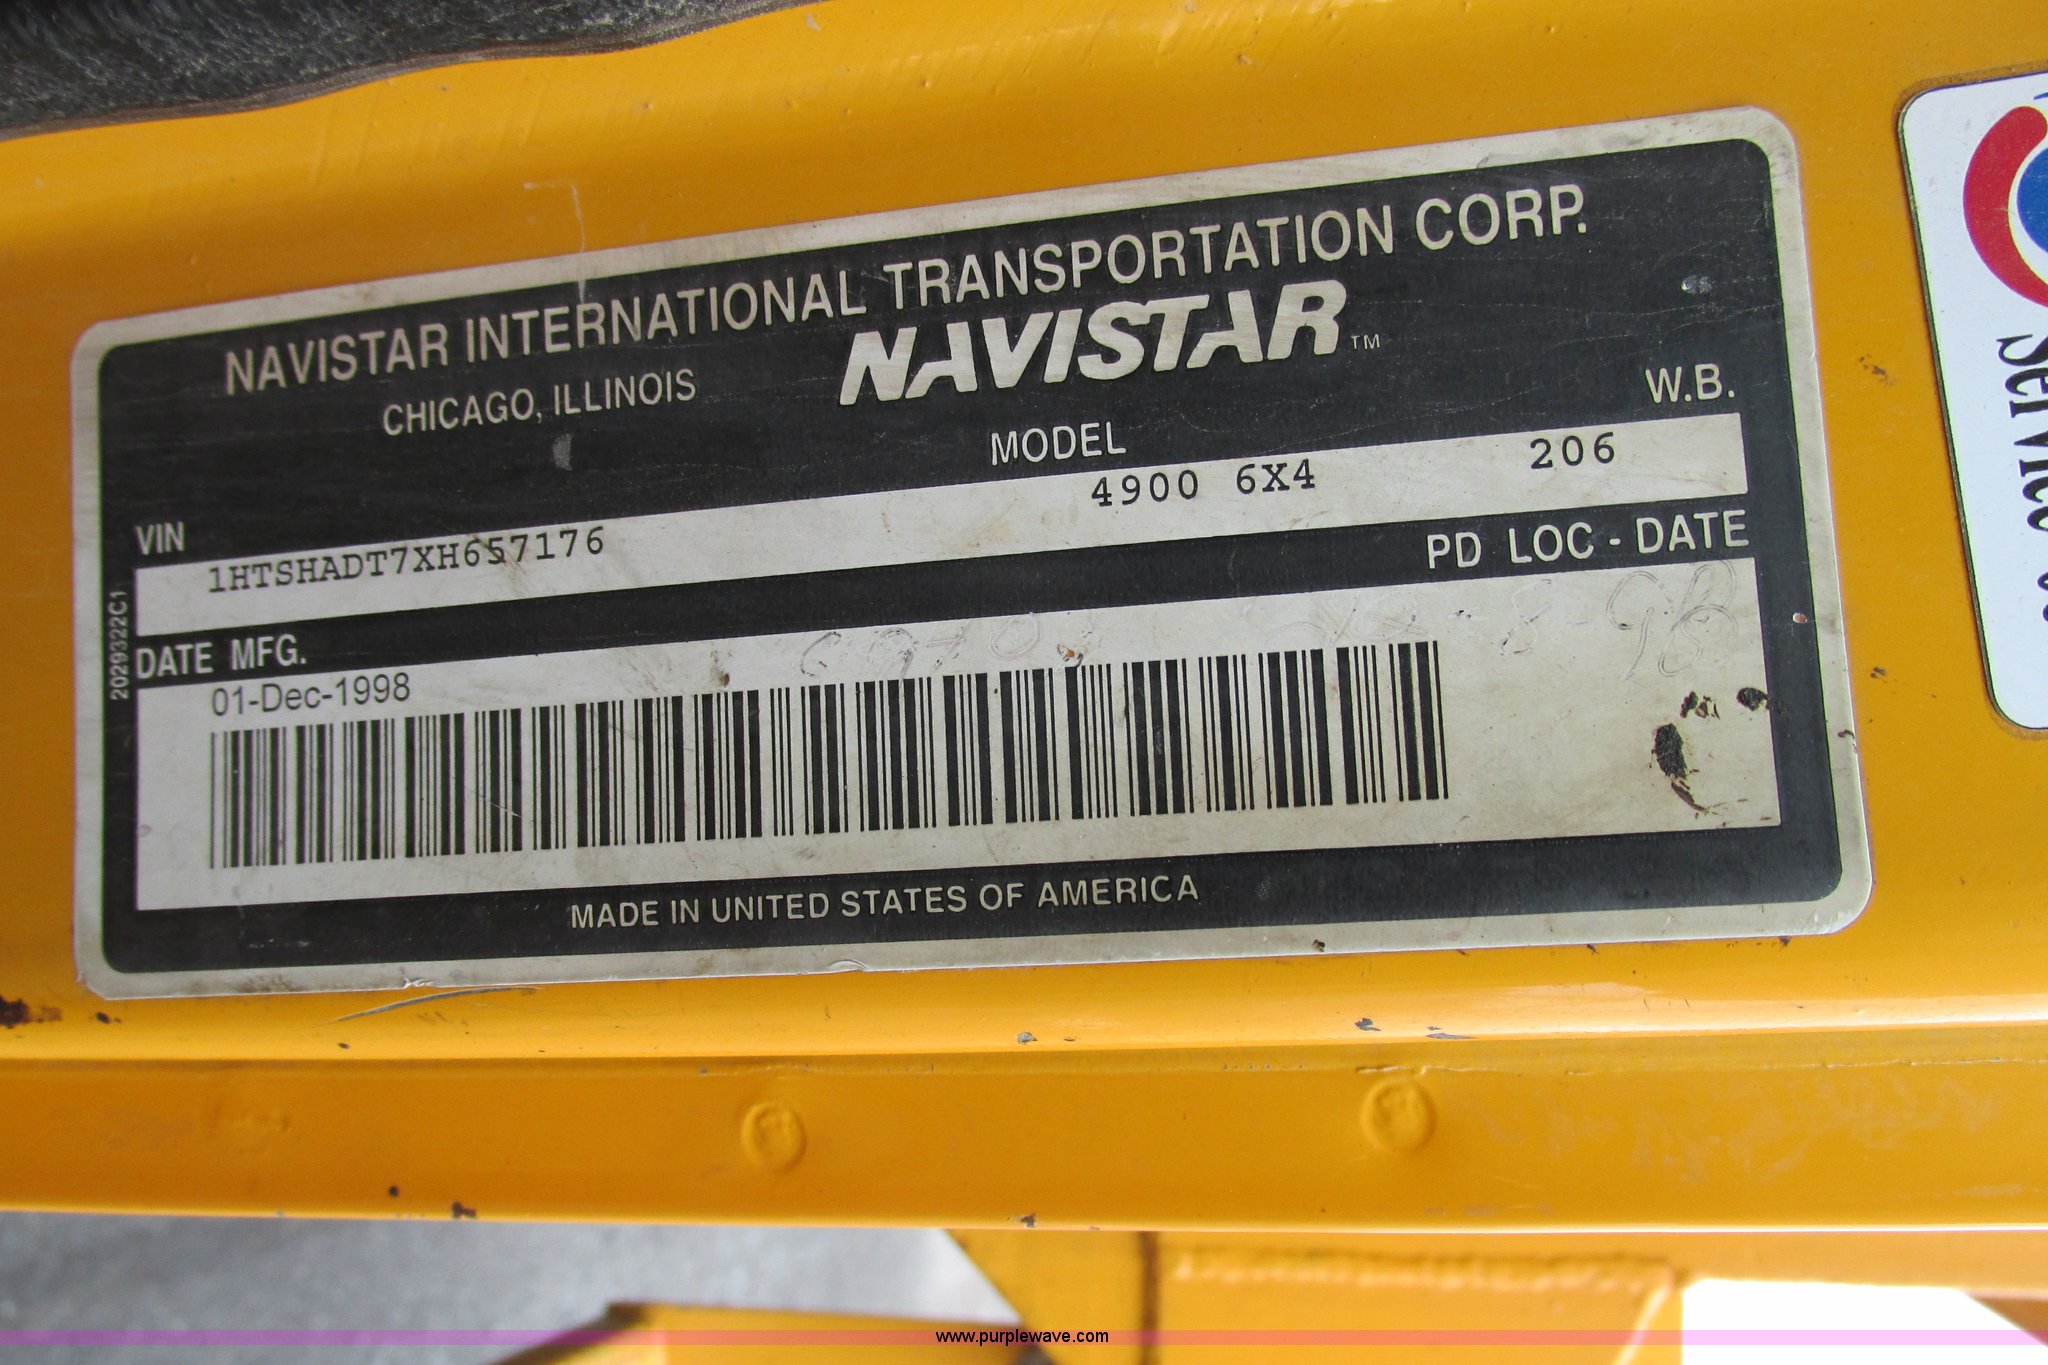 NAVISTAR INTERNATIONAL TRANSPORTATION CORP.
CHICAGO, ILLINOIS
NAVISTAR™
VIN
MODEL
W.B.
1HTSHADT7XH657176
4900 6X4
206
DATE MFG.
PD LOC - DATE
01-Dec-1998
2029322C1
MADE IN UNITED STATES OF AMERICA
Service
www.purplewave.com